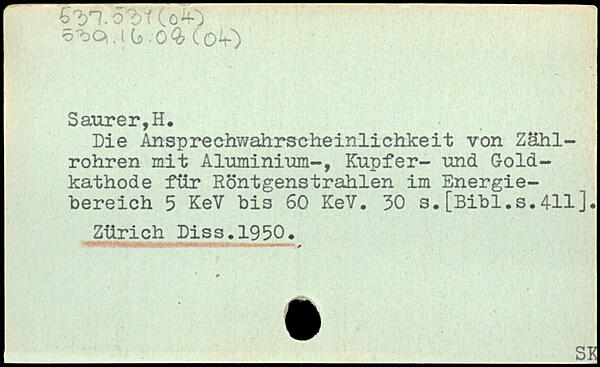 537.531(04)
539.16.08(04)
Saurer,H.
Die Ansprechwahrscheinlichkeit von Zähl-
rohren mit Aluminium-, Kupfer- und Gold-
kathode für Röntgenstrahlen im Energie-
bereich 5 KeV bis 60 KeV. 30 s.[Bibl.s.411].
Zürich Diss.1950.
SK